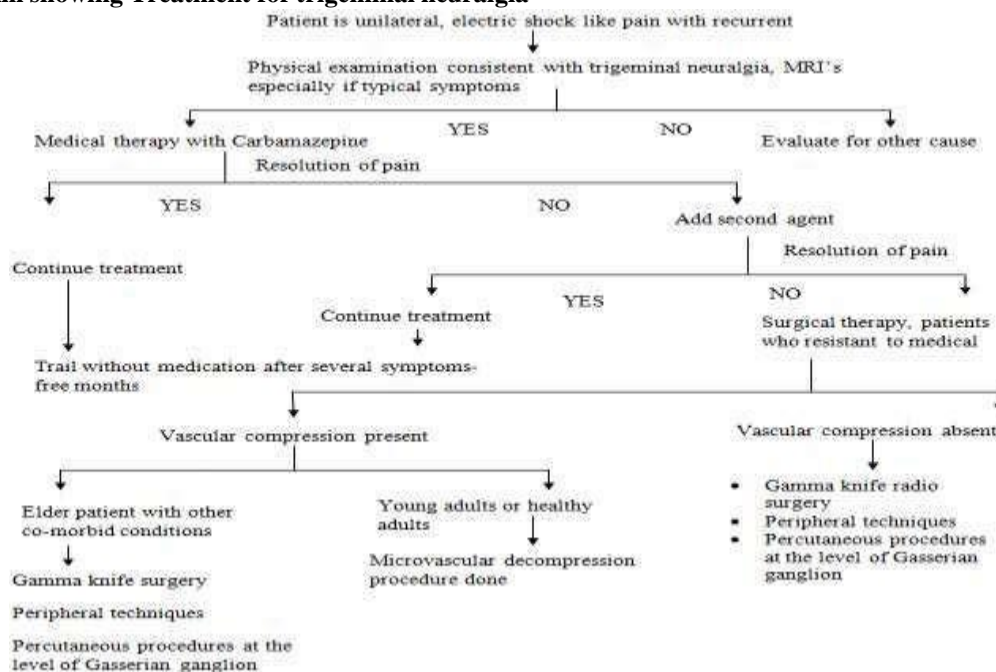 showing Treatment for trigeminal neuralgia
Patient is unilateral, electric shock like pain with recurrent
Physical examination consistent with trigeminal neuralgia, MRI's
especially if typical symptoms
YES
NO
Medical therapy with Carbamazepine
Evaluate for other cause
Resolution of pain
YES
NO
Add second agent
Resolution of pain
Continue treatment
YES
NO
Continue treatment
Surgical therapy, patients
who resistant to medical
Trail without medication after several symptoms-
free months
Vascular compression present
Vascular compression absent
Elder patient with other
co-morbid conditions
Young adults or healthy
adults
• Gamma knife radio
surgery
• Peripheral techniques
• Percutaneous procedures
at the level of Gasserian
ganglion
Microvascular decompression
procedure done
Gamma knife surgery
Peripheral techniques
Percutaneous procedures at the
level of Gasserian ganglion